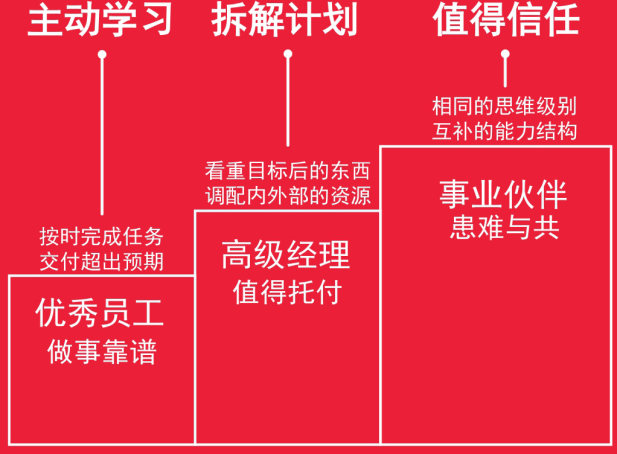 主动学习
拆解计划
值得信任
相同的思维级别
互补的能力结构
看重目标后的东西
调配内外部的资源
事业伙伴
患难与共
按时完成任务
交付超出预期
高级经理
值得托付
优秀员工
做事靠谱